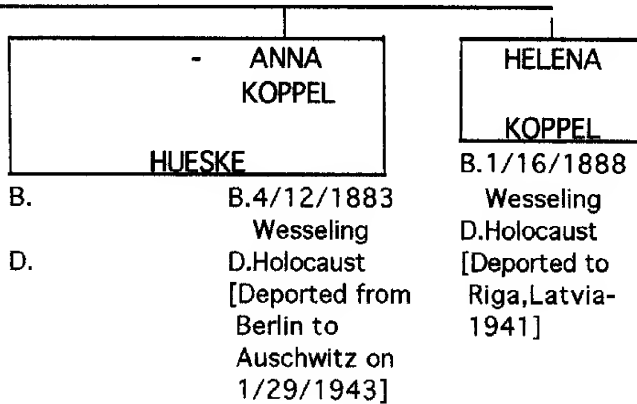 - ANNA
KOPPEL
HUESKE
B. B.4/12/1883
Wesseling
D. D.Holocaust
[Deported from
Berlin to
Auschwitz on
1/29/1943]
HELENA
KOPPEL
B.1/16/1888
Wesseling
D.Holocaust
[Deported to
Riga,Latvia-
1941]